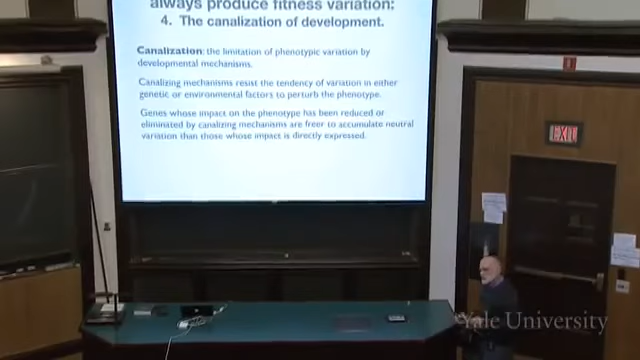 always produce fitness variation:
4. The canalization of development.
Canalization: the limitation of phenotypic variation by
developmental mechanisms.
Canalizing mechanisms resist the tendency of variation in either
genetic or environmental factors to perturb the phenotype.
Genes whose impact on the phenotype has been reduced or
eliminated by canalizing mechanisms are freer to accumulate neutral
variation than those whose impact is directly expressed.
EXIT
Yale University